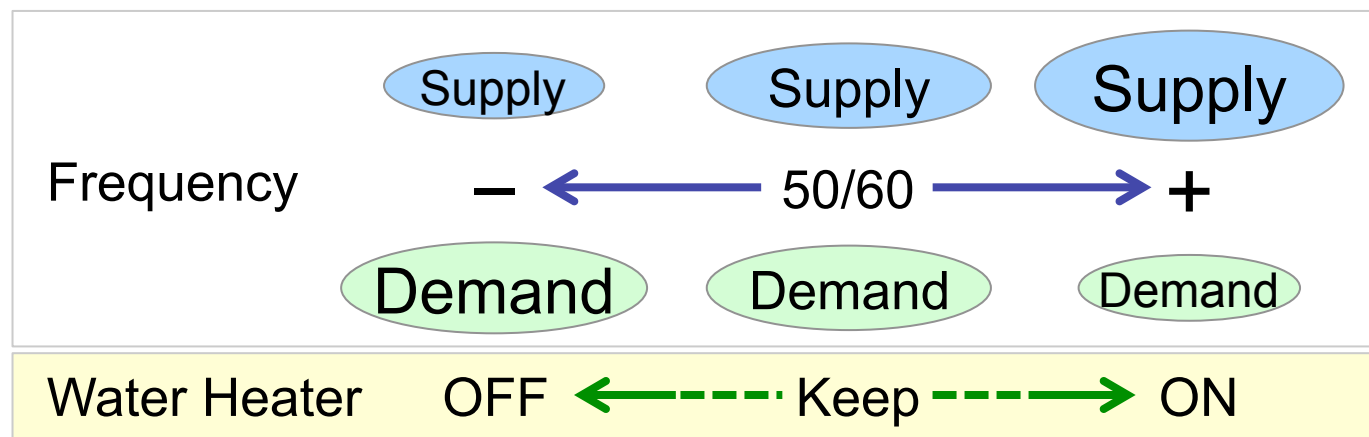 Supply Supply Supply
Frequency − 50/60 +
Demand Demand Demand
Water Heater OFF Keep ON